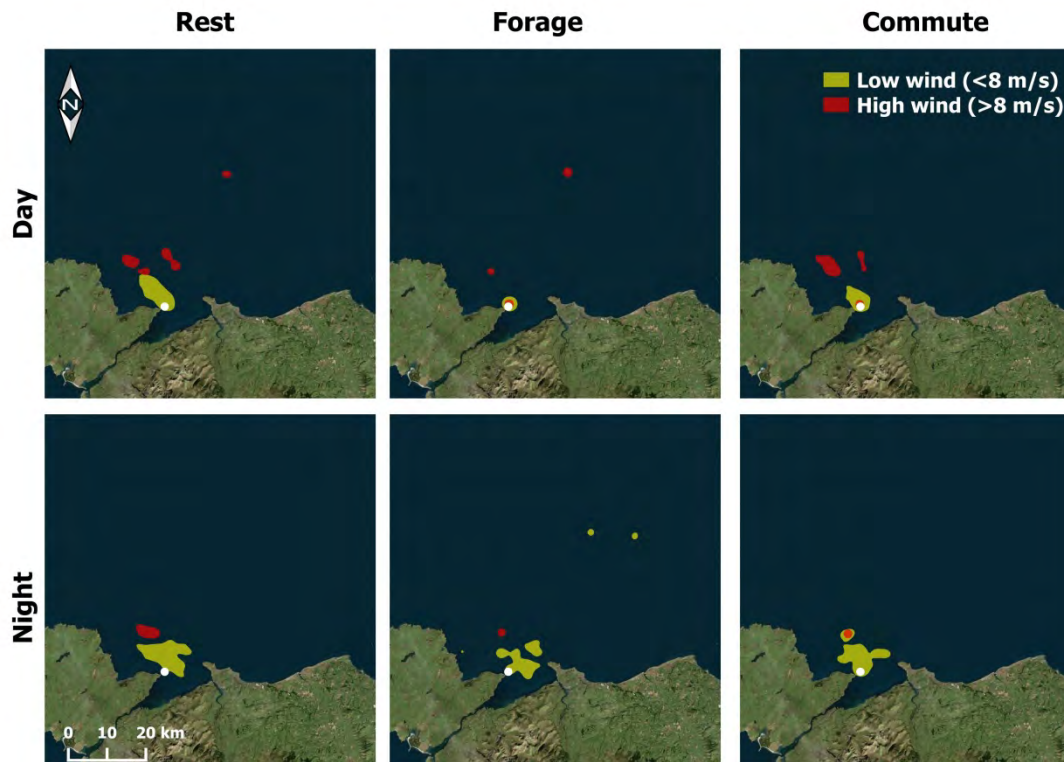 Rest
Forage
Commute
N
Low wind (<8 m/s)
High wind (>8 m/s)
Day
Night
0 10 20 km